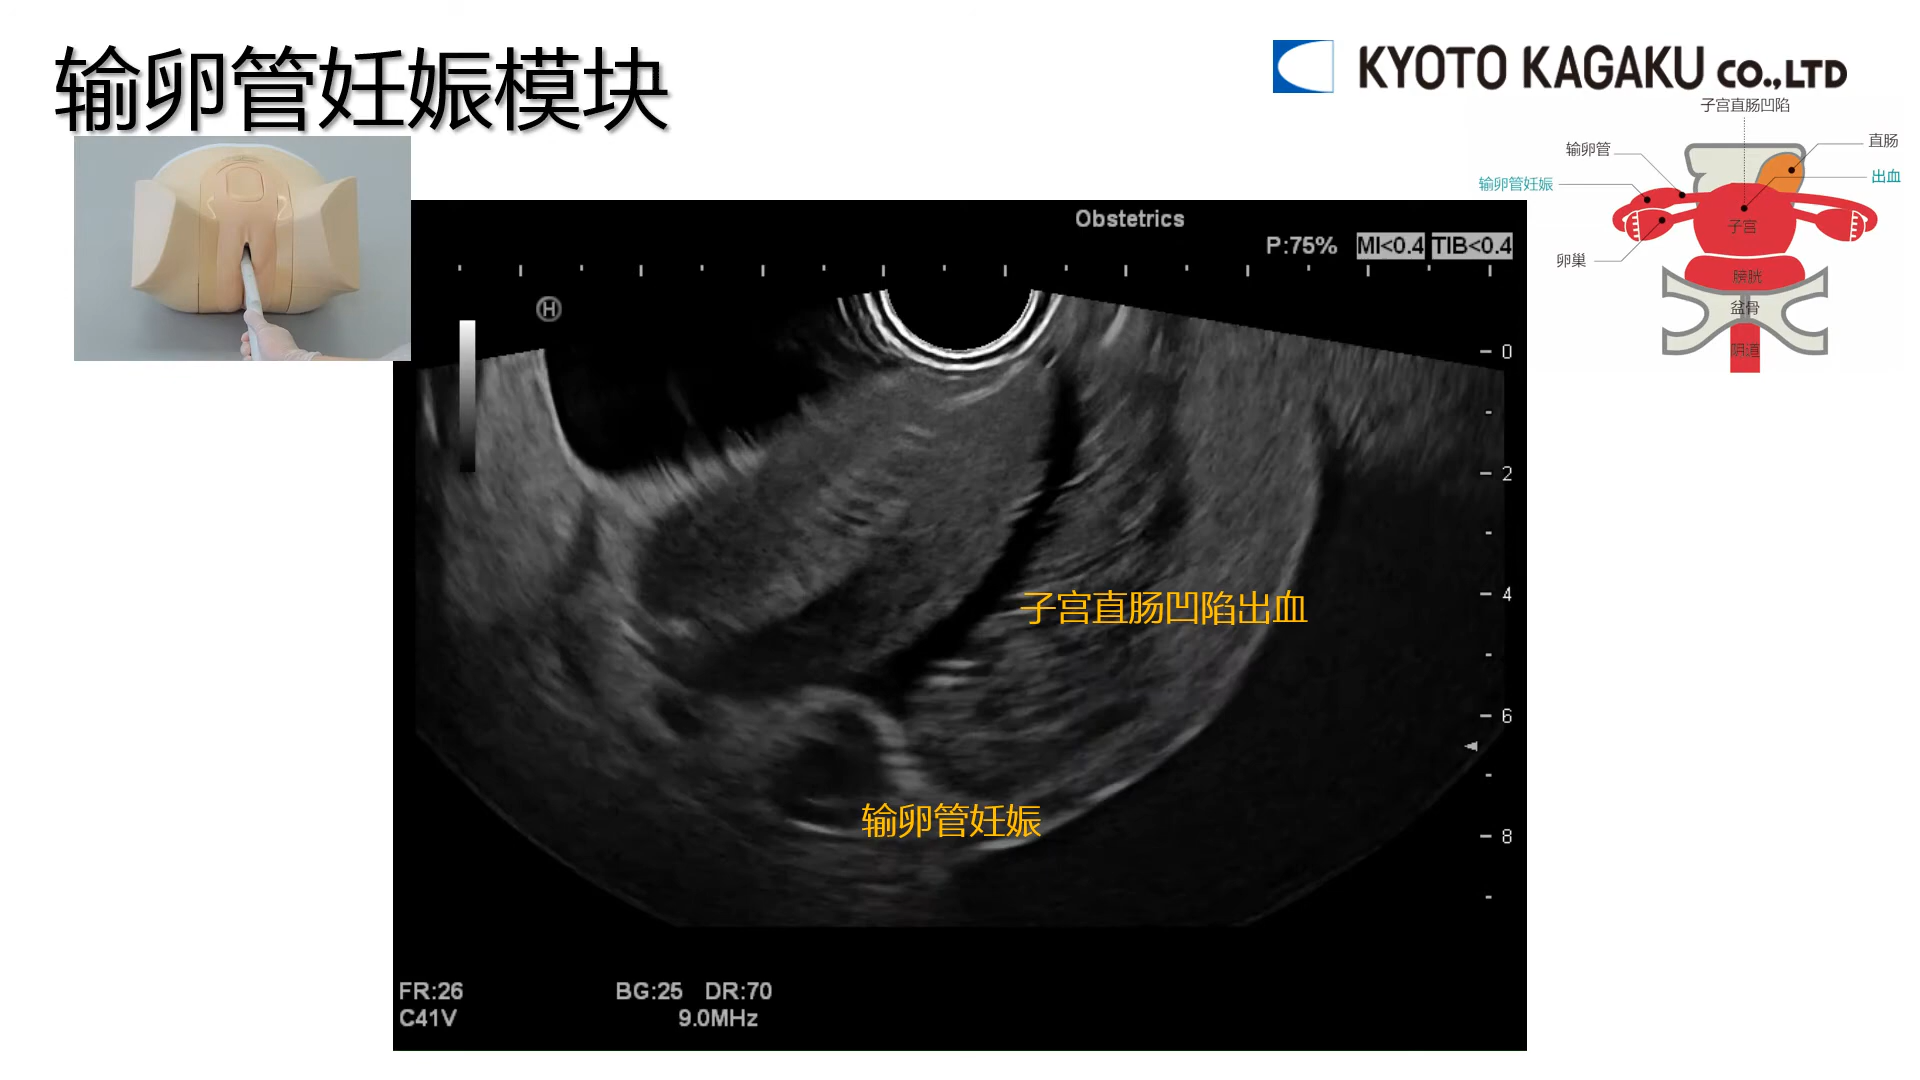 输卵管妊娠模块
KYOTO KAGAKU CO.,LTD
子宫直肠凹陷
直肠
输卵管
输卵管妊娠
出血
子宫
卵巢
膀胱
盆骨
阴道
Obstetrics
P:75% MI<0.4 TIB<0.4
H
0
2
4
子宫直肠凹陷出血
6
输卵管妊娠
8
FR:26 BG:25 DR:70
C41V 9.0MHz